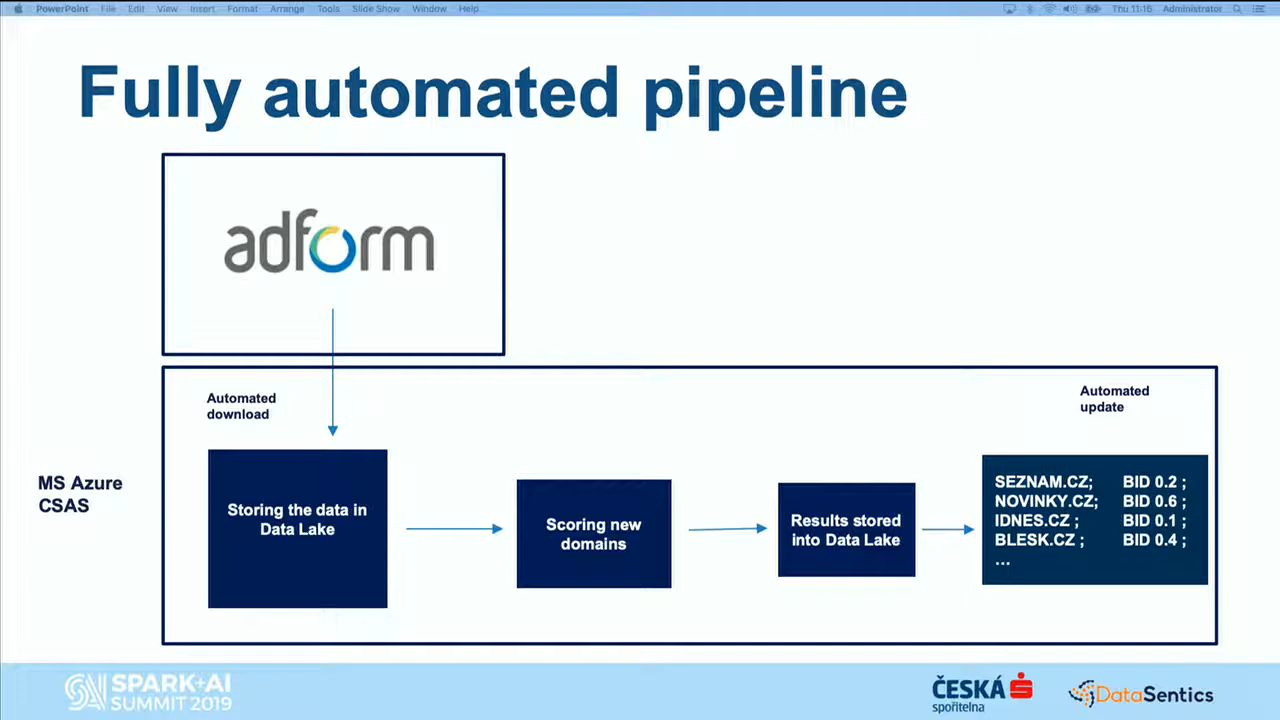 PowerPoint File Edit View Insert Format Arrange Tools Slide Show Window Help Thu 11:15 Administrator
Fully automated pipeline
adform
Automated
download
Automated
update
MS Azure
CSAS
Storing the data in
Data Lake
Scoring new
domains
Results stored
into Data Lake
SEZNAM.CZ; BID 0.2 ;
NOVINKY.CZ; BID 0.6 ;
IDNES.CZ ; BID 0.1 ;
BLESK.CZ ; BID 0.4 ;
...
SPARK+AI
SUMMIT 2019
ČESKÁ
spořitelna
DataSentics